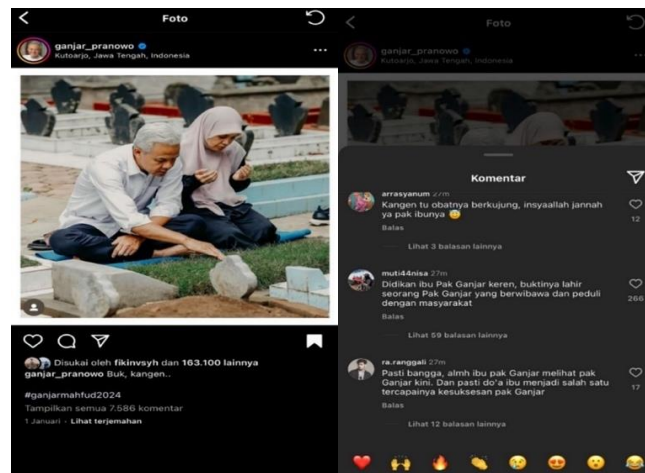 Foto
ganjar_pranowo
Kutoarjo, Jawa Tengah, Indonesia
Disukai oleh fikinvsyh dan 163.100 lainnya
ganjar_pranowo Buk, kangen..
#ganjarmahfud2024
Tampilkan semua 7.586 komentar
1 Januari · Lihat terjemahan
Foto
ganjar_pranowo
Kutoarjo, Jawa Tengah, Indonesia
Komentar
arrasyanum 27m
Kangen tu obatnya berkujung, insyaallah jannah
ya pak ibunya
12
Balas
Lihat 3 balasan lainnya
muti44nisa 27m
Didikan ibu Pak Ganjar keren, buktinya lahir
seorang Pak Ganjar yang berwibawa dan peduli
dengan masyarakat
266
Balas
Lihat 59 balasan lainnya
ra.ranggali 27m
Pasti bangga, almh ibu pak Ganjar melihat pak
Ganjar kini. Dan pasti do'a ibu menjadi salah satu
tercapainya kesuksesan pak Ganjar
17
Balas
Lihat 12 balasan lainnya